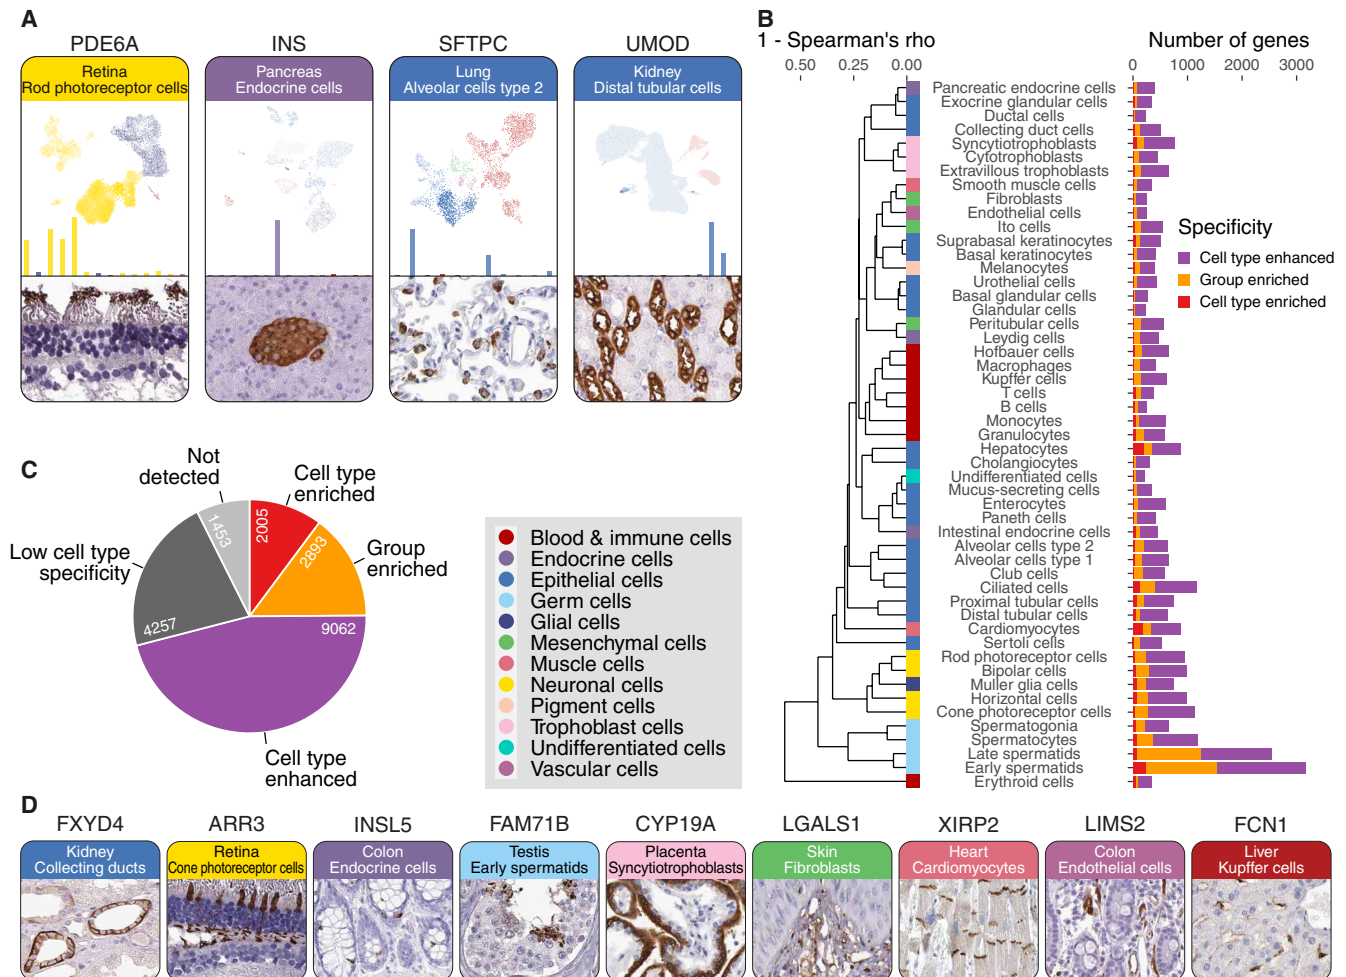 A
PDE6A
Retina
Rod photoreceptor cells
INS
Pancreas
Endocrine cells
SFTPC
Lung
Alveolar cells type 2
UMOD
Kidney
Distal tubular cells
B
1 - Spearman's rho
0.50 0.25 0.00
Number of genes
0 1000 2000 3000
Pancreatic endocrine cells
Exocrine glandular cells
Ductal cells
Collecting duct cells
Syncytiotrophoblasts
Cytotrophoblasts
Extravillous trophoblasts
Smooth muscle cells
Fibroblasts
Endothelial cells
Ito cells
Suprabasal keratinocytes
Basal keratinocytes
Melanocytes
Urothelial cells
Basal glandular cells
Glandular cells
Peritubular cells
Leydig cells
Hofbauer cells
Macrophages
Kupffer cells
T cells
B cells
Monocytes
Granulocytes
Hepatocytes
Cholangiocytes
Undifferentiated cells
Mucus-secreting cells
Enterocytes
Paneth cells
Intestinal endocrine cells
Alveolar cells type 2
Alveolar cells type 1
Club cells
Ciliated cells
Proximal tubular cells
Distal tubular cells
Cardiomyocytes
Sertoli cells
Rod photoreceptor cells
Bipolar cells
Muller glia cells
Horizontal cells
Cone photoreceptor cells
Spermatogonia
Spermatocytes
Late spermatids
Early spermatids
Erythroid cells
Specificity
Cell type enhanced
Group enriched
Cell type enriched
C
Not
detected
Cell type
enriched
Group
enriched
Low cell type
specificity
Cell type
enhanced
1453
2005
2893
4257
9062
Blood & immune cells
Endocrine cells
Epithelial cells
Germ cells
Glial cells
Mesenchymal cells
Muscle cells
Neuronal cells
Pigment cells
Trophoblast cells
Undifferentiated cells
Vascular cells
D
FXYD4
Kidney
Collecting ducts
ARR3
Retina
Cone photoreceptor cells
INSL5
Colon
Endocrine cells
FAM71B
Testis
Early spermatids
CYP19A
Placenta
Syncytiotrophoblasts
LGALS1
Skin
Fibroblasts
XIRP2
Heart
Cardiomyocytes
LIMS2
Colon
Endothelial cells
FCN1
Liver
Kupffer cells